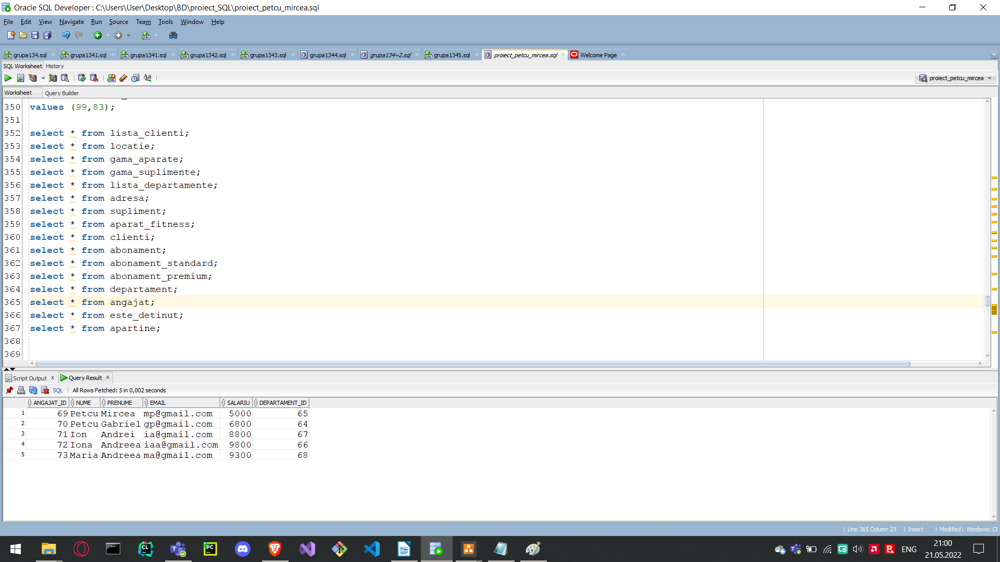 Oracle SQL Developer : C:\Users\User\Desktop\BD\proiect_SQL\proiect_petcu_mircea.sql
File Edit View Navigate Run Source Team Tools Window Help
grupa134.sql grupa1341.sql grupa1341.sql grupa1342.sql grupa1343.sql grupa1344.sql grupa134~2.sql grupa1345.sql proiect_petcu_mircea.sql Welcome Page
SQL Worksheet History
proiect_petcu_mircea
Worksheet Query Builder
350 values (99,83);
351
352 select * from lista_clienti;
353 select * from locatie;
354 select * from gama_aparate;
355 select * from gama_suplimente;
356 select * from lista_departamente;
357 select * from adresa;
358 select * from supliment;
359 select * from aparat_fitness;
360 select * from clienti;
361 select * from abonament;
362 select * from abonament_standard;
363 select * from abonament_premium;
364 select * from departament;
365 select * from angajat;
366 select * from este_detinut;
367 select * from apartine;
368
369
Script Output Query Result
SQL All Rows Fetched: 5 in 0,002 seconds
ANGAJAT_ID NUME PRENUME EMAIL SALARIU DEPARTAMENT_ID
1 69 Petcu Mircea mp@gmail.com 5000 65
2 70 Petcu Gabriel gp@gmail.com 6800 64
3 71 Ion Andrei ia@gmail.com 8800 67
4 72 Iona Andreea iaa@gmail.com 9800 66
5 73 Maria Andreea ma@gmail.com 9300 68
Line 365 Column 23 Insert Modified Windows: CF
ENG 21:00
21.05.2022